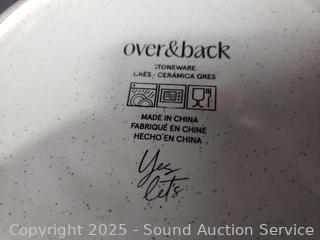 over&back
STONEWARE
GRÈS / CERÁMICA GRES
MADE IN CHINA
FABRIQUÉ EN CHINE
HECHO EN CHINA
Yes
let's
Copyright 2025 - Sound Auction Service